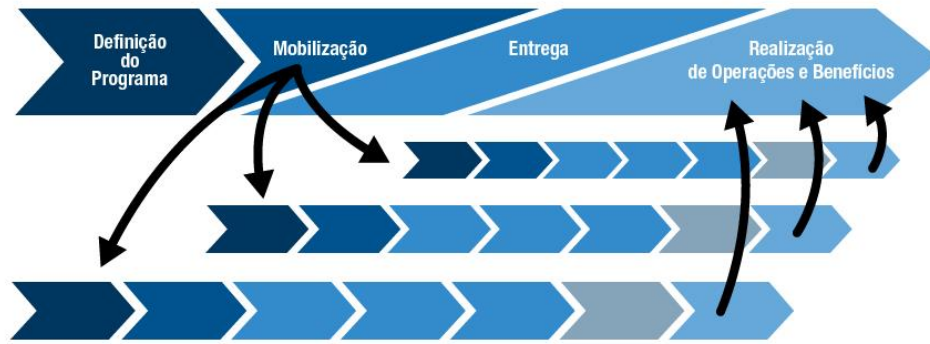 Definição
do
Programa
Mobilização
Entrega
Realização
de Operações e Benefícios